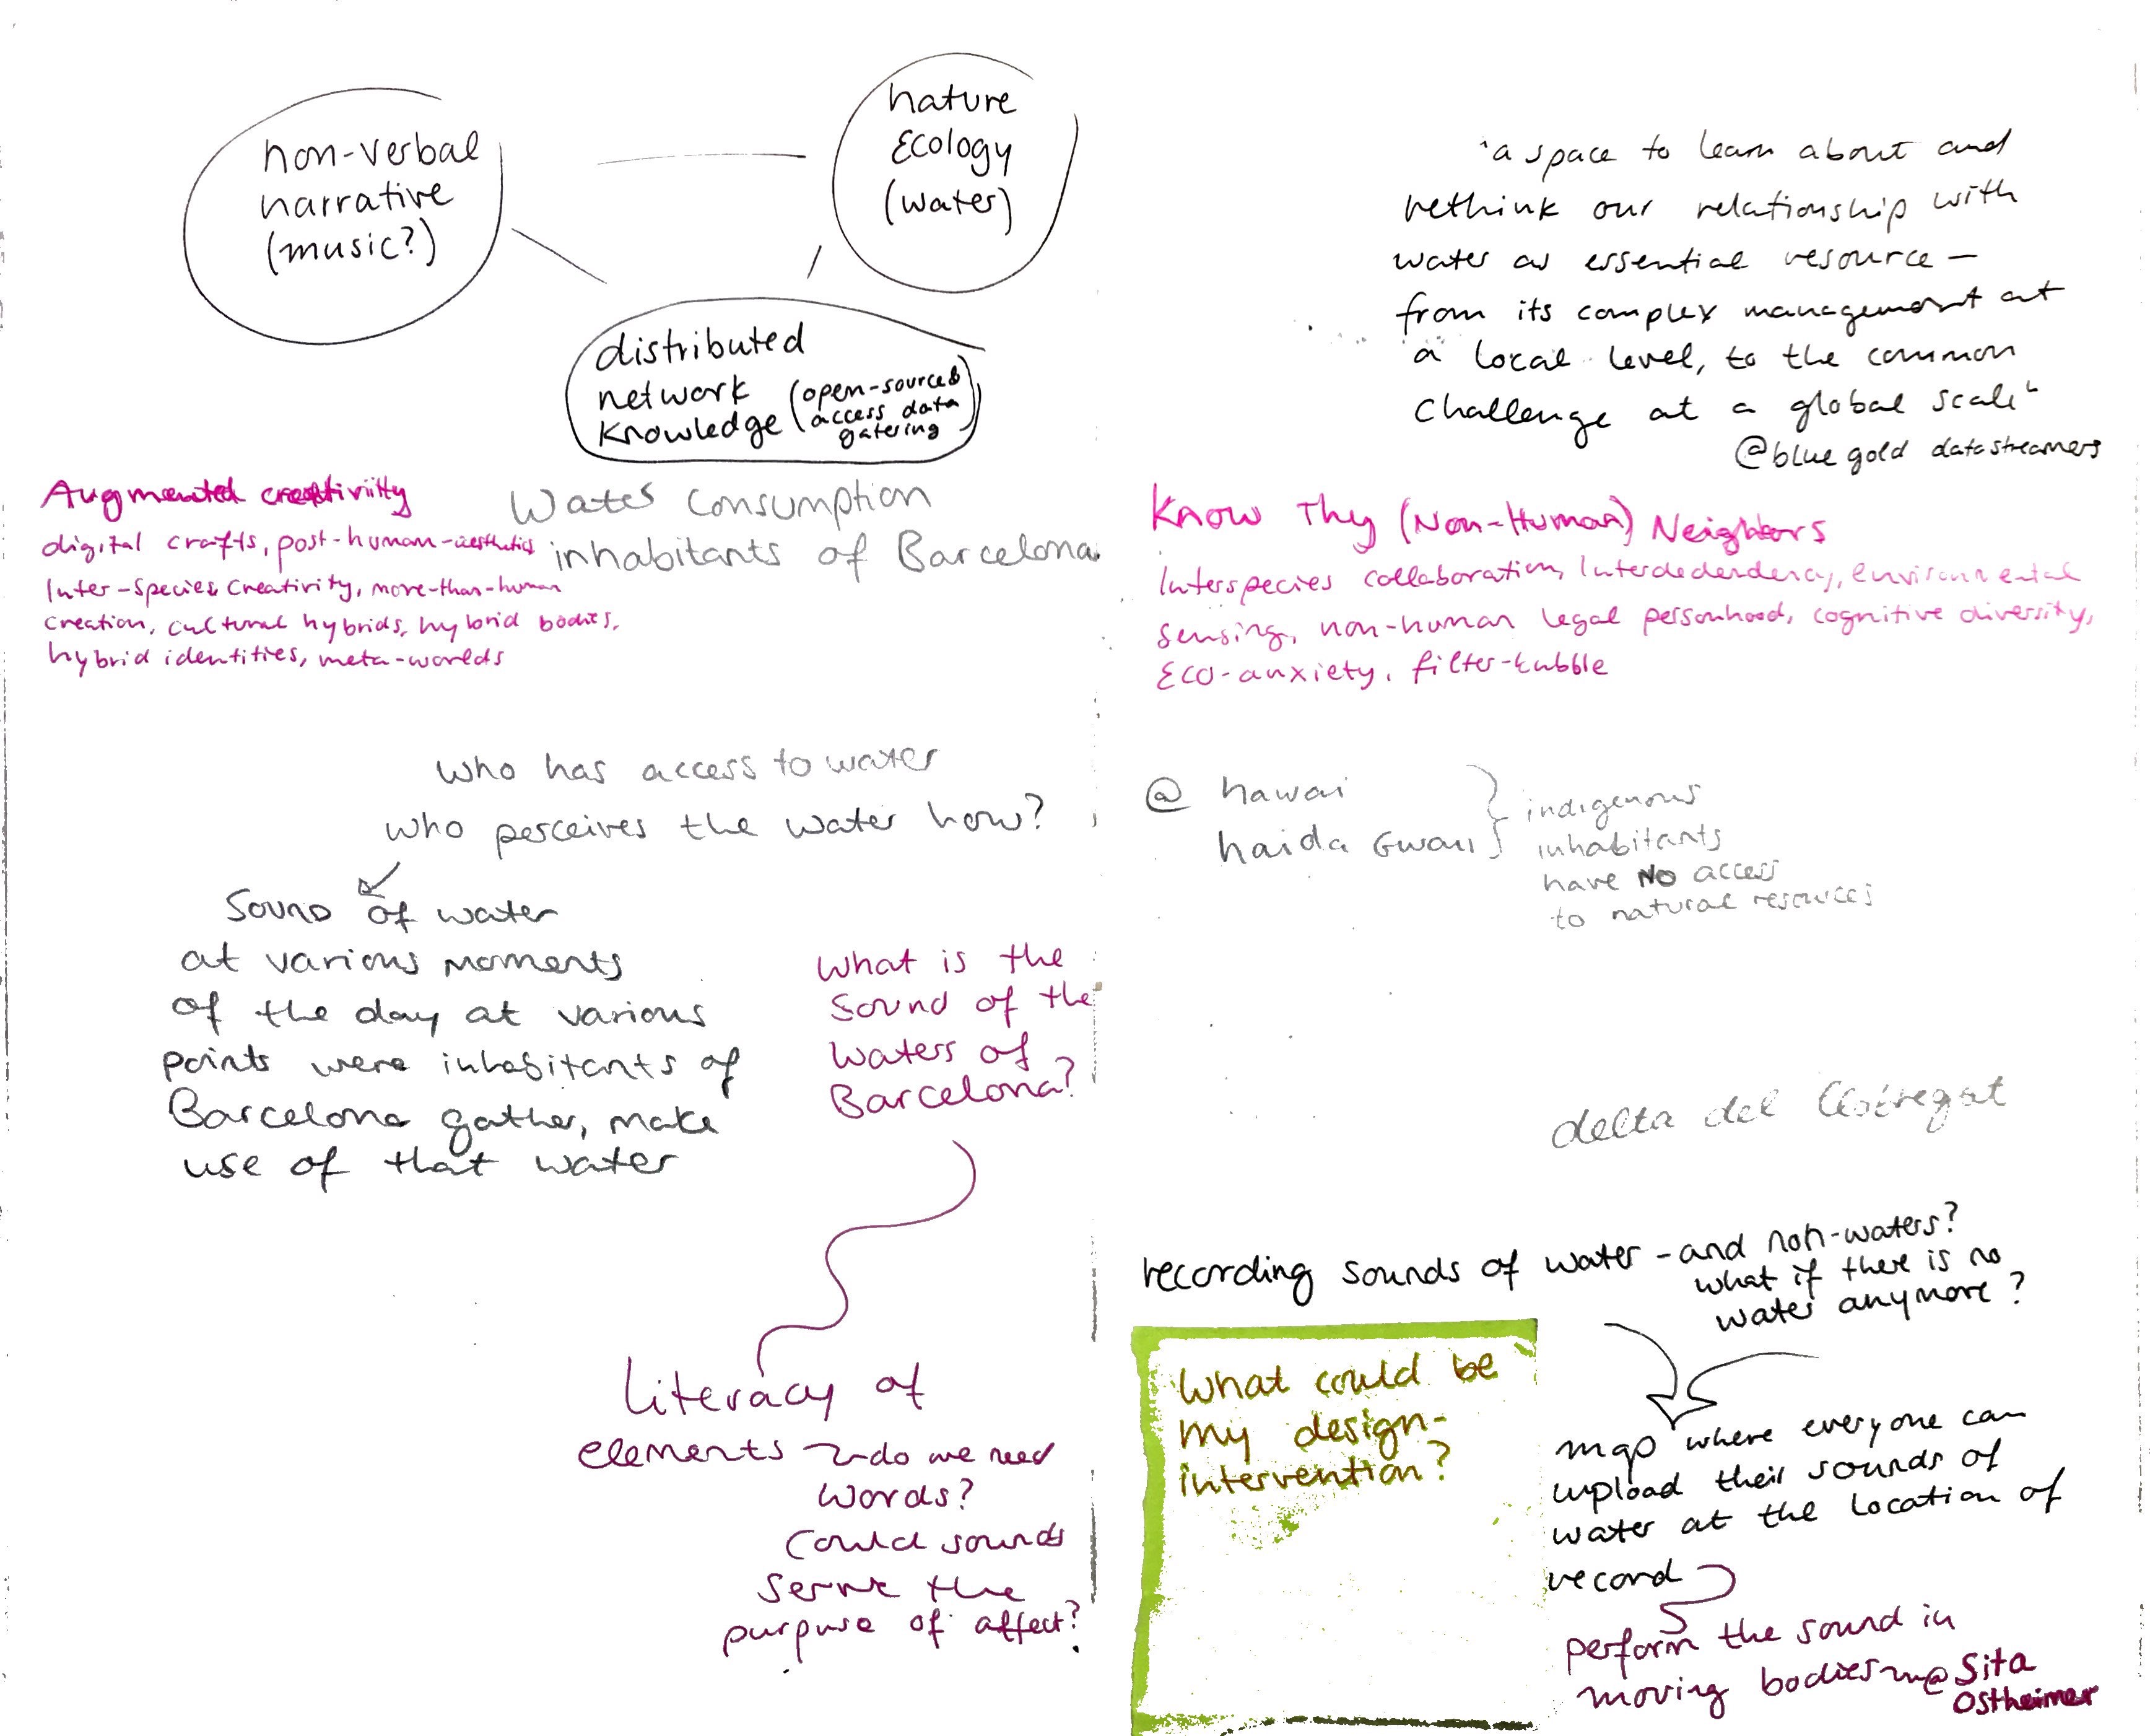 non-verbal
narrative
(music?)
nature
Ecology
(water)
distributed
network
Knowledge
(open-source &
access data
gatering)
"a space to learn about and
rethink our relationship with
water as essential resource —
from its complex management at
a local level, to the common
challenge at a global scale"
@blue gold datastreamers
Augmented creativiity
digital crafts, post-human-aesthetics
Inter-Species Creativity, more-than-human
creation, cultural hybrids, hybrid bodies,
hybrid identities, meta-worlds
Water consumption
inhabitants of Barcelona
Know Thy (Non-Human) Neighbors
Interspecies collaboration, Interdedendency, environmental
sensing, non-human legal personhood, cognitive diversity,
Eco-anxiety, filter-bubble
who has access to water
who perceives the water how?
@ hawai
haida Gwaii
indigenous
inhabitants
have NO access
to natural resources
Sound of water
at various moments
of the day at various
points were inhabitants of
Barcelona gather, make
use of that water
What is the
sound of the
waters of
Barcelona?
delta del Llobregat
literacy of
elements
do we need
words?
Could sounds
serve the
purpose of affect?
recording sounds of water - and non-waters?
what if there is no
water anymore?
What could be
my design-
intervention?
map where everyone can
upload their sounds of
water at the location of
record
perform the sound in
moving bodies @ Sita
Ostheimer